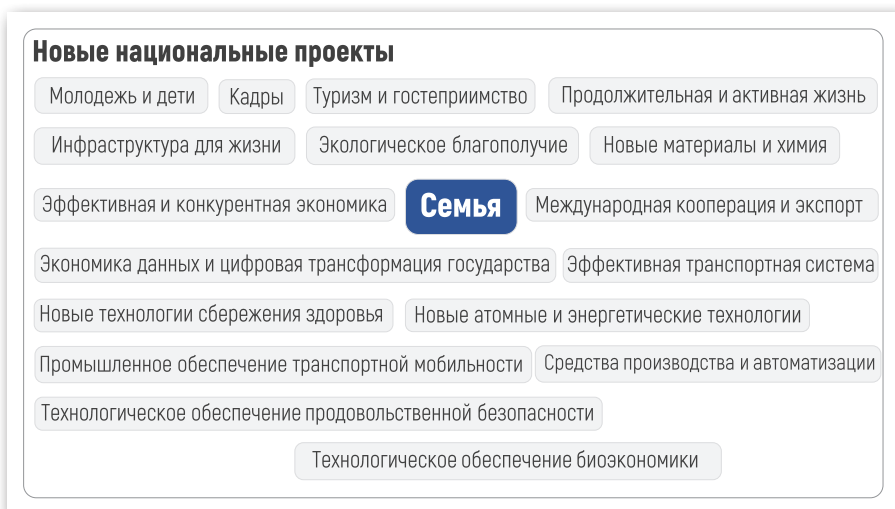 Новые национальные проекты
Молодежь и дети Кадры Туризм и гостеприимство Продолжительная и активная жизнь
Инфраструктура для жизни Экологическое благополучие Новые материалы и химия
Эффективная и конкурентная экономика Семья Международная кооперация и экспорт
Экономика данных и цифровая трансформация государства Эффективная транспортная система
Новые технологии сбережения здоровья Новые атомные и энергетические технологии
Промышленное обеспечение транспортной мобильности Средства производства и автоматизации
Технологическое обеспечение продовольственной безопасности
Технологическое обеспечение биоэкономики